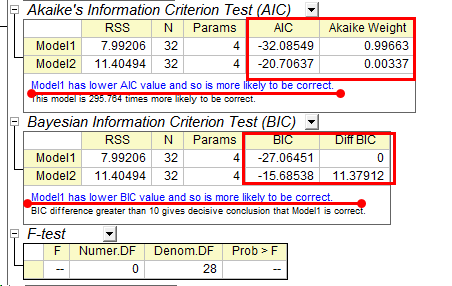 Akaike's Information Criterion Test (AIC)
RSS N Params AIC Akaike Weight
Model1 7.99206 32 4 -32.08549 0.99663
Model2 11.40494 32 4 -20.70637 0.00337
Model1 has lower AIC value and so is more likely to be correct.
This model is 295.764 times more likely to be correct.
Bayesian Information Criterion Test (BIC)
RSS N Params BIC Diff BIC
Model1 7.99206 32 4 -27.06451 0
Model2 11.40494 32 4 -15.68538 11.37912
Model1 has lower BIC value and so is more likely to be correct.
BIC difference greater than 10 gives decisive conclusion that Model1 is correct.
F-test
F Numer.DF Denom.DF Prob > F
-- 0 28 --